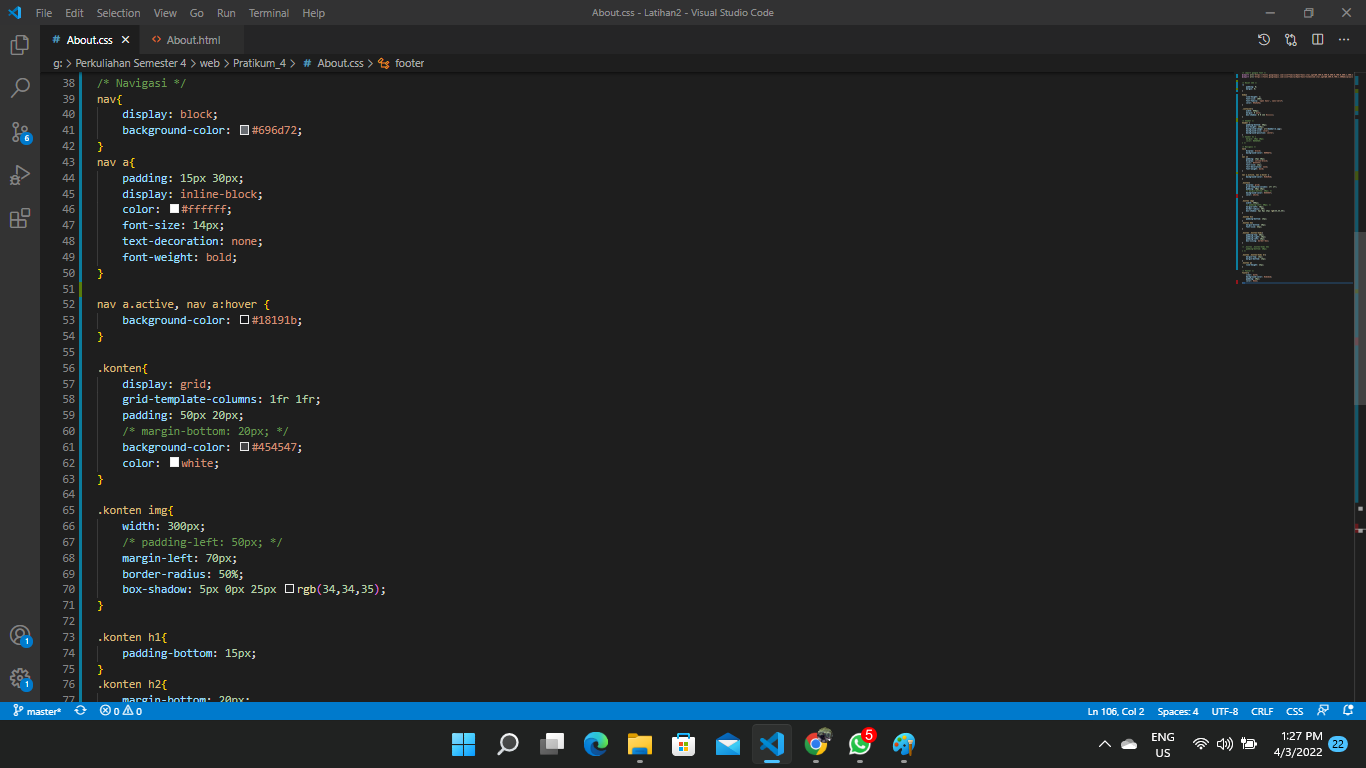 File Edit Selection View Go Run Terminal Help About.css - Latihan2 - Visual Studio Code
# About.css × <> About.html
g: > Perkuliahan Semester 4 > web > Pratikum_4 > # About.css > footer
38 /* Navigasi */
39 nav{
40 display: block;
41 background-color: #696d72;
42 }
43 nav a{
44 padding: 15px 30px;
45 display: inline-block;
46 color: #ffffff;
47 font-size: 14px;
48 text-decoration: none;
49 font-weight: bold;
50 }
51
52 nav a.active, nav a:hover {
53 background-color: #18191b;
54 }
55
56 .konten{
57 display: grid;
58 grid-template-columns: 1fr 1fr;
59 padding: 50px 20px;
60 /* margin-bottom: 20px; */
61 background-color: #454547;
62 color: white;
63 }
64
65 .konten img{
66 width: 300px;
67 /* padding-left: 50px; */
68 margin-left: 70px;
69 border-radius: 50%;
70 box-shadow: 5px 0px 25px rgb(34,34,35);
71 }
72
73 .konten h1{
74 padding-bottom: 15px;
75 }
76 .konten h2{
77 margin-bottom: 20px;
6
1
1
master* 0 0 Ln 106, Col 2 Spaces: 4 UTF-8 CRLF CSS
5
ENG
US
1:27 PM
4/3/2022
22